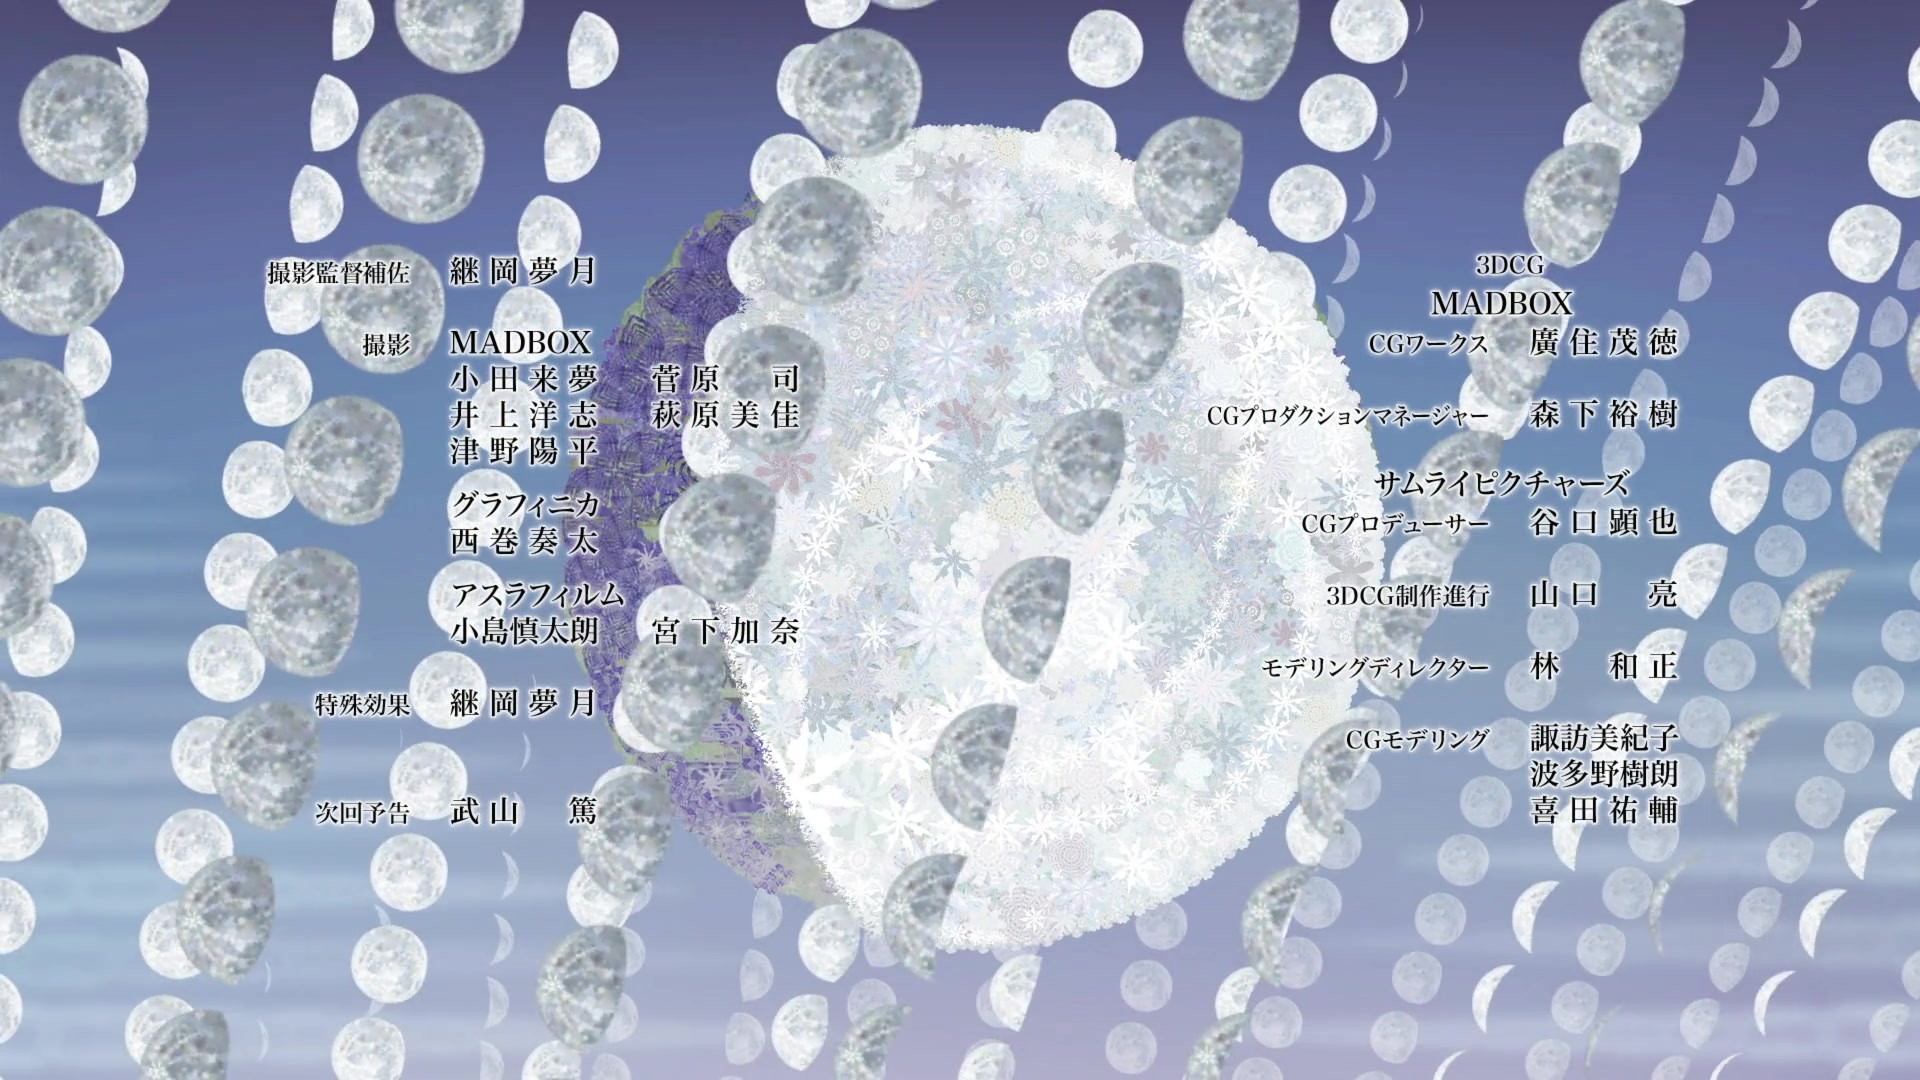 撮影監督補佐 継岡夢月
撮影 MADBOX
小田来夢 菅原 司
井上洋志 萩原美佳
津野陽平
グラフィニカ
西巻奏太
アスラフィルム
小島慎太朗 宮下加奈
特殊効果 継岡夢月
次回予告 武山 篤
3DCG
MADBOX
CGワークス 廣住茂徳
CGプロダクションマネージャー 森下裕樹
サムライピクチャーズ
CGプロデューサー 谷口顕也
3DCG制作進行 山口 亮
モデリングディレクター 林 和正
CGモデリング 諏訪美紀子
波多野樹朗
喜田祐輔